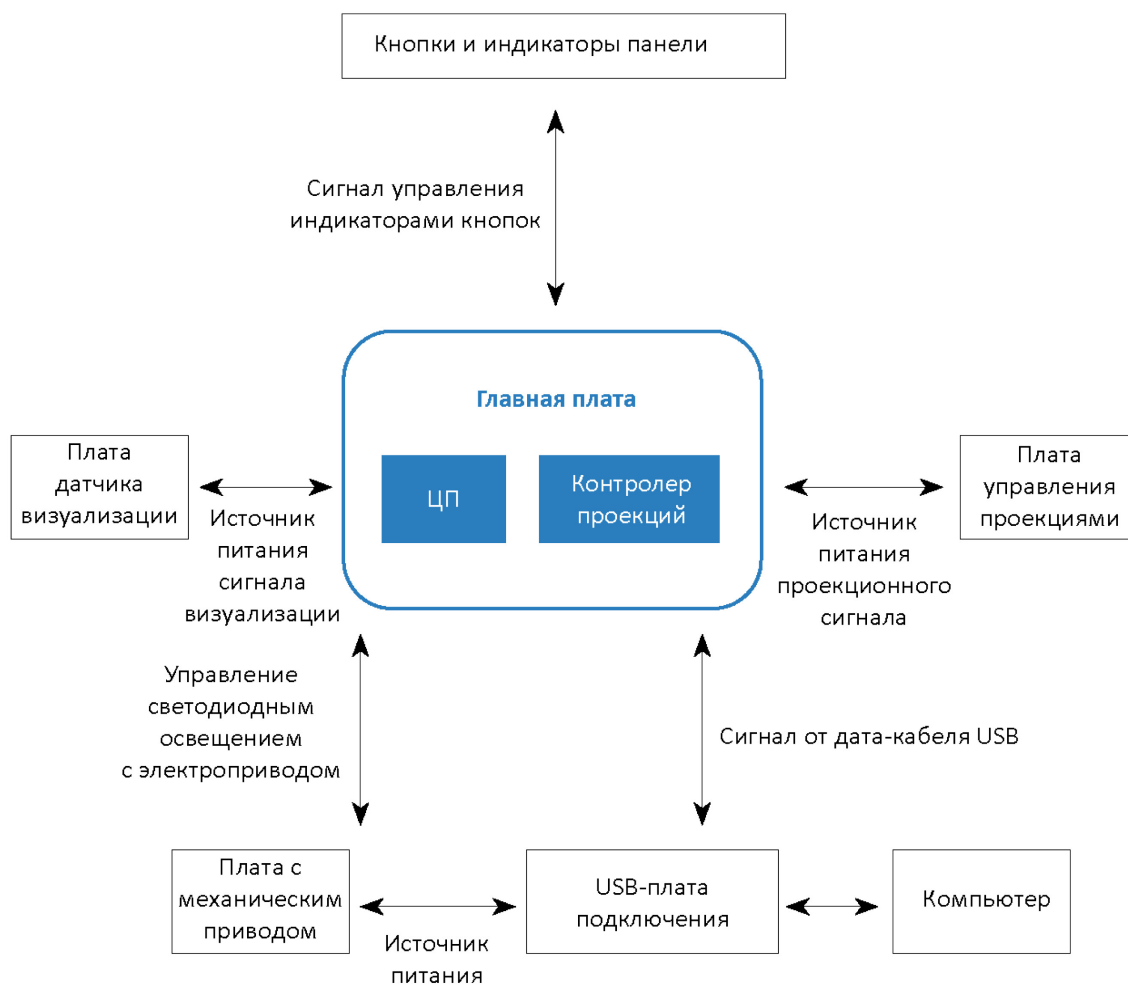 Кнопки и индикаторы панели
Сигнал управления
индикаторами кнопок
Главная плата
ЦП
Контролер
проекций
Плата
датчика
визуализации
Источник
питания
сигнала
визуализации
Плата
управления
проекциями
Источник
питания
проекционного
сигнала
Управление
светодиодным
освещением
с электроприводом
Сигнал от дата-кабеля USB
Плата с
механическим
приводом
Источник
питания
USB-плата
подключения
Компьютер